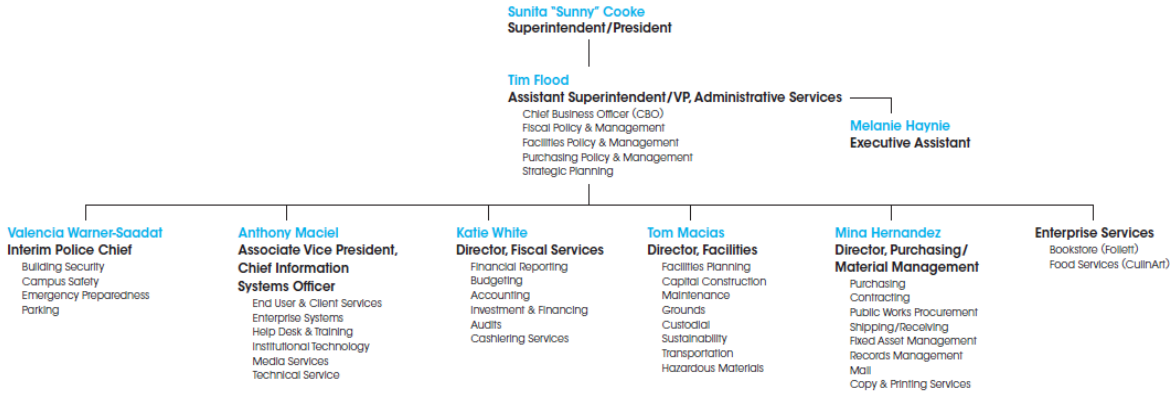 Sunita "Sunny" Cooke
Superintendent/President
Tim Flood
Assistant Superintendent/VP, Administrative Services
Chief Business Officer (CBO)
Fiscal Policy & Management
Facilities Policy & Management
Purchasing Policy & Management
Strategic Planning
Melanie Haynie
Executive Assistant
Valencia Warner-Saadat
Interim Police Chief
Building Security
Campus Safety
Emergency Preparedness
Parking
Anthony Maciel
Associate Vice President,
Chief Information
Systems Officer
End User & Client Services
Enterprise Systems
Help Desk & Training
Institutional Technology
Media Services
Technical Service
Katie White
Director, Fiscal Services
Financial Reporting
Budgeting
Accounting
Investment & Financing
Audits
Cashiering Services
Tom Macias
Director, Facilities
Facilities Planning
Capital Construction
Maintenance
Grounds
Custodial
Sustainability
Transportation
Hazardous Materials
Mina Hernandez
Director, Purchasing/
Material Management
Purchasing
Contracting
Public Works Procurement
Shipping/Receiving
Fixed Asset Management
Records Management
Mail
Copy & Printing Services
Enterprise Services
Bookstore (Follett)
Food Services (CulinArt)